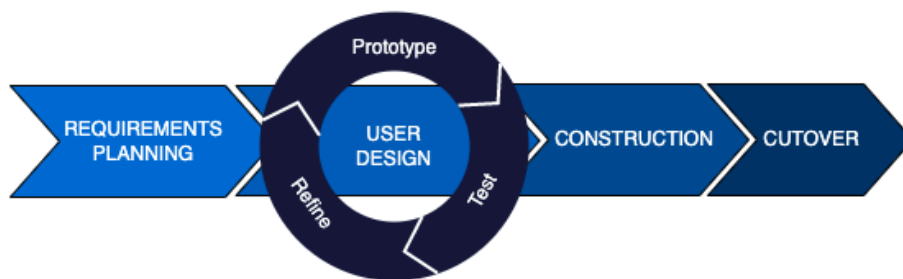 Prototype
REQUIREMENTS
PLANNING
USER
DESIGN
CONSTRUCTION
CUTOVER
Refine
Test